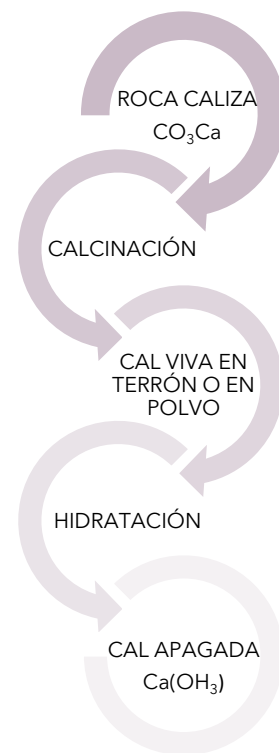 ROCA CALIZA
CO₃Ca
CALCINACIÓN
CAL VIVA EN
TERRÓN O EN
POLVO
HIDRATACIÓN
CAL APAGADA
Ca(OH₃)